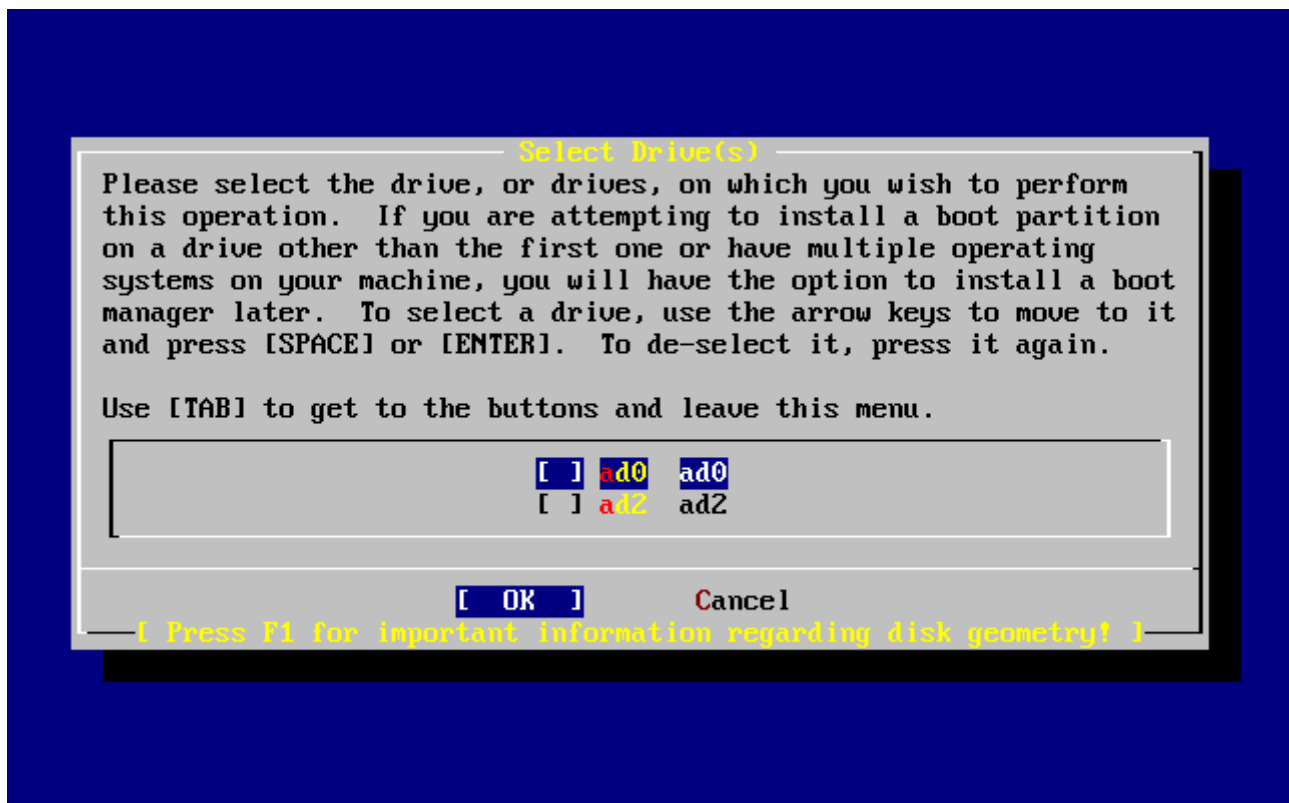 Select Drive(s)
Please select the drive, or drives, on which you wish to perform
this operation.  If you are attempting to install a boot partition
on a drive other than the first one or have multiple operating
systems on your machine, you will have the option to install a boot
manager later.  To select a drive, use the arrow keys to move to it
and press [SPACE] or [ENTER].  To de-select it, press it again.
Use [TAB] to get to the buttons and leave this menu.
[ ] ad0  ad0
[ ] ad2  ad2
[  OK  ]       Cancel
[ Press F1 for important information regarding disk geometry! ]